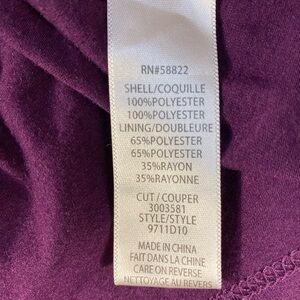 RN#58822
SHELL/COQUILLE
100%POLYESTER
100%POLYESTER
LINING/DOUBLEURE
65%POLYESTER
65%POLYESTER
35%RAYON
35%RAYONNE
CUT / COUPER
3003581
STYLE/STYLE
9711D10
MADE IN CHINA
FAIT DANS LA CHINE
CARE ON REVERSE
NETTOYAGE AU REVERS